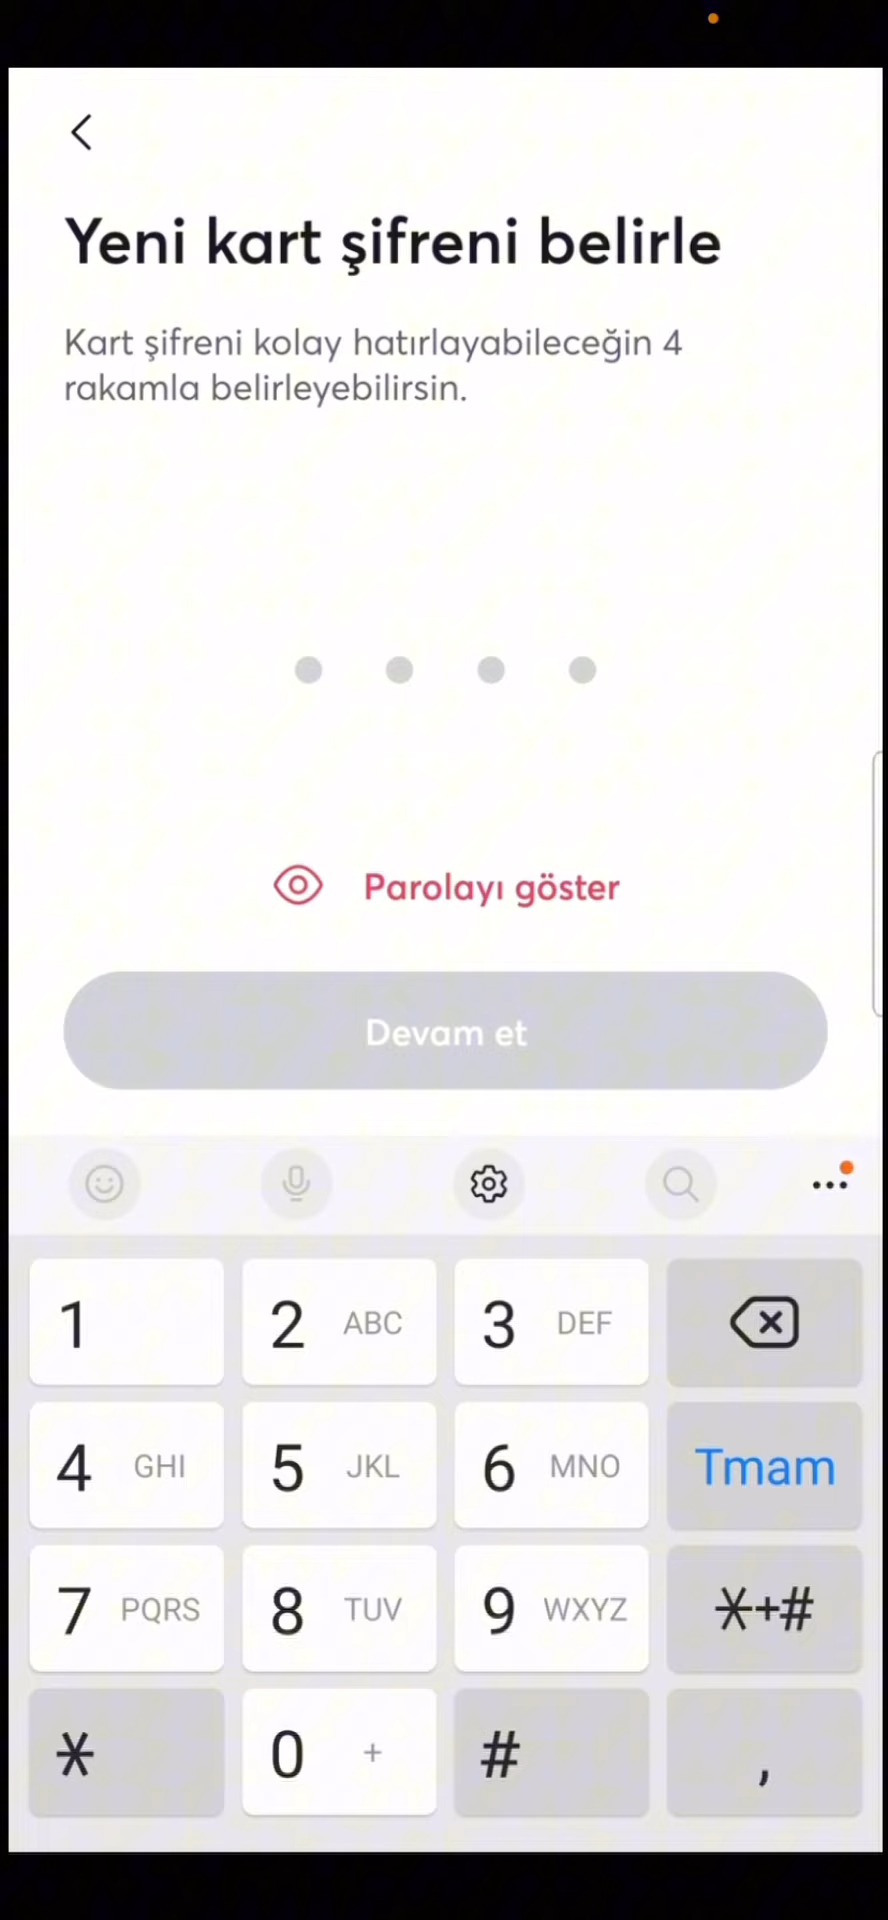 Yeni kart şifreni belirle
Kart şifreni kolay hatırlayabileceğin 4
rakamla belirleyebilirsin.
Parolayı göster
Devam et
1 2 ABC 3 DEF
4 GHI 5 JKL 6 MNO Tmam
7 PQRS 8 TUV 9 WXYZ *+#
* 0 + # ,